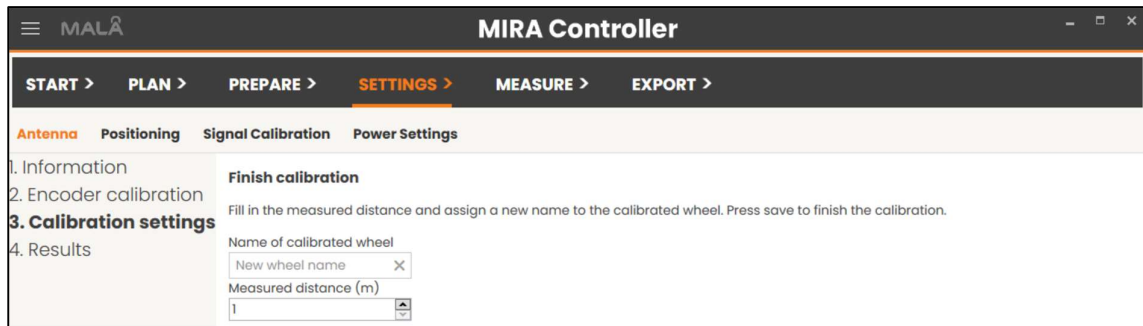 MALÅ
MIRA Controller
START > PLAN > PREPARE > SETTINGS > MEASURE > EXPORT >
Antenna Positioning Signal Calibration Power Settings
1. Information
2. Encoder calibration
3. Calibration settings
4. Results
Finish calibration
Fill in the measured distance and assign a new name to the calibrated wheel. Press save to finish the calibration.
Name of calibrated wheel
New wheel name
Measured distance (m)
1